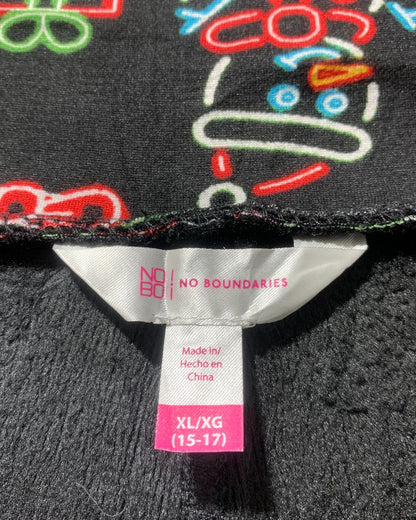 NO
BO
NO BOUNDARIES
Made in/
Hecho en
China
XL/XG
(15-17)